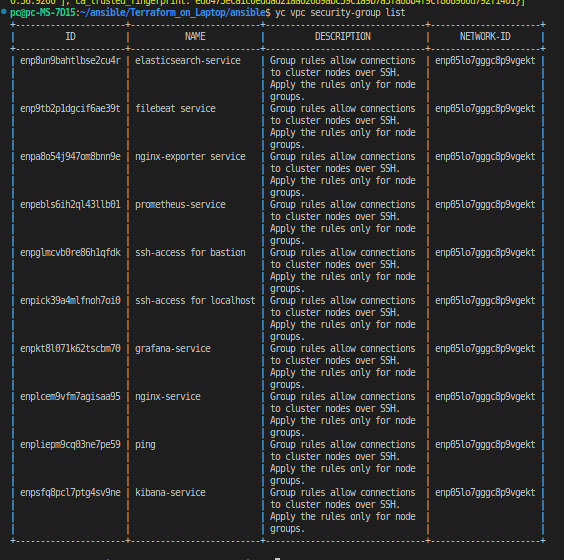 pc@pc-MS-7D15:~/ansible/Terraform_on_Laptop/ansible$ yc vpc security-group list
+----------------------+--------------------------+--------------------------------+----------------------+
| ID | NAME | DESCRIPTION | NETWORK-ID |
+----------------------+--------------------------+--------------------------------+----------------------+
| enp8un9bahtlbse2cu4r | elasticsearch-service | Group rules allow connections | enp05lo7gggc8p9vgekt |
| | | to cluster nodes over SSH. | |
| | | Apply the rules only for node | |
| | | groups. | |
| enp9tb2p1dgcif6ae39t | filebeat service | Group rules allow connections | enp05lo7gggc8p9vgekt |
| | | to cluster nodes over SSH. | |
| | | Apply the rules only for node | |
| | | groups. | |
| enpa8o54j947om8bnn9e | nginx-exporter service | Group rules allow connections | enp05lo7gggc8p9vgekt |
| | | to cluster nodes over SSH. | |
| | | Apply the rules only for node | |
| | | groups. | |
| enpebls6ih2ql43llb01 | prometheus-service | Group rules allow connections | enp05lo7gggc8p9vgekt |
| | | to cluster nodes over SSH. | |
| | | Apply the rules only for node | |
| | | groups. | |
| enpglmcvb0re86h1qfdk | ssh-access for bastion | Group rules allow connections | enp05lo7gggc8p9vgekt |
| | | to cluster nodes over SSH. | |
| | | Apply the rules only for node | |
| | | groups. | |
| enpick39a4mlfnoh7oi0 | ssh-access for localhost | Group rules allow connections | enp05lo7gggc8p9vgekt |
| | | to cluster nodes over SSH. | |
| | | Apply the rules only for node | |
| | | groups. | |
| enpkt8l071k62tscbm70 | grafana-service | Group rules allow connections | enp05lo7gggc8p9vgekt |
| | | to cluster nodes over SSH. | |
| | | Apply the rules only for node | |
| | | groups. | |
| enplcem9vfm7agisaa95 | nginx-service | Group rules allow connections | enp05lo7gggc8p9vgekt |
| | | to cluster nodes over SSH. | |
| | | Apply the rules only for node | |
| | | groups. | |
| enpliepm9cq03ne7pe59 | ping | Group rules allow connections | enp05lo7gggc8p9vgekt |
| | | to cluster nodes over SSH. | |
| | | Apply the rules only for node | |
| | | groups. | |
| enpsfq8pcl7ptg4sv9ne | kibana-service | Group rules allow connections | enp05lo7gggc8p9vgekt |
| | | to cluster nodes over SSH. | |
| | | Apply the rules only for node | |
| | | groups. | |
+----------------------+--------------------------+--------------------------------+----------------------+